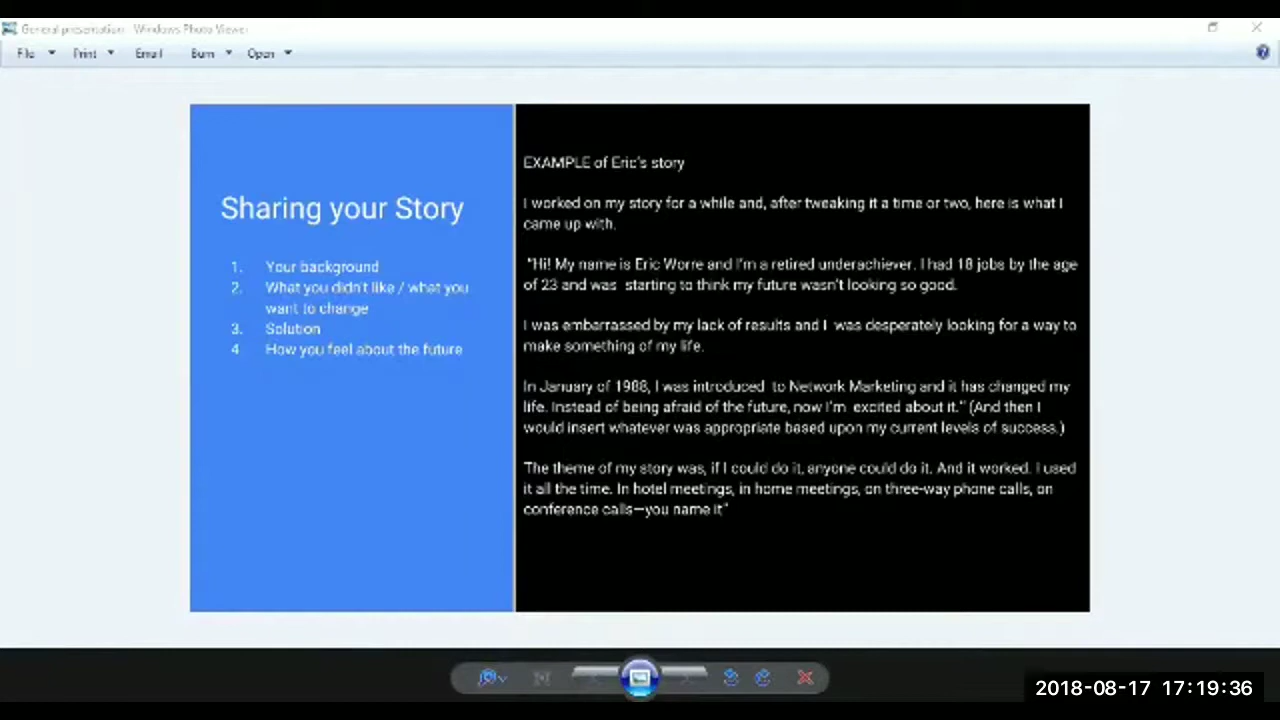 General presentation - Windows Photo Viewer
File Print Email Burn Open
Sharing your Story
1. Your background
2. What you didn't like / what you
want to change
3. Solution
4 How you feel about the future
EXAMPLE of Eric's story
I worked on my story for a while and, after tweaking it a time or two, here is what I
came up with.
"Hi! My name is Eric Worre and I'm a retired underachiever. I had 18 jobs by the age
of 23 and was starting to think my future wasn't looking so good.
I was embarrassed by my lack of results and I was desperately looking for a way to
make something of my life.
In January of 1988, I was introduced to Network Marketing and it has changed my
life. Instead of being afraid of the future, now I'm excited about it." (And then I
would insert whatever was appropriate based upon my current levels of success.)
The theme of my story was, if I could do it, anyone could do it. And it worked. I used
it all the time. In hotel meetings, in home meetings, on three-way phone calls, on
conference calls—you name it"
2018-08-17 17:19:36